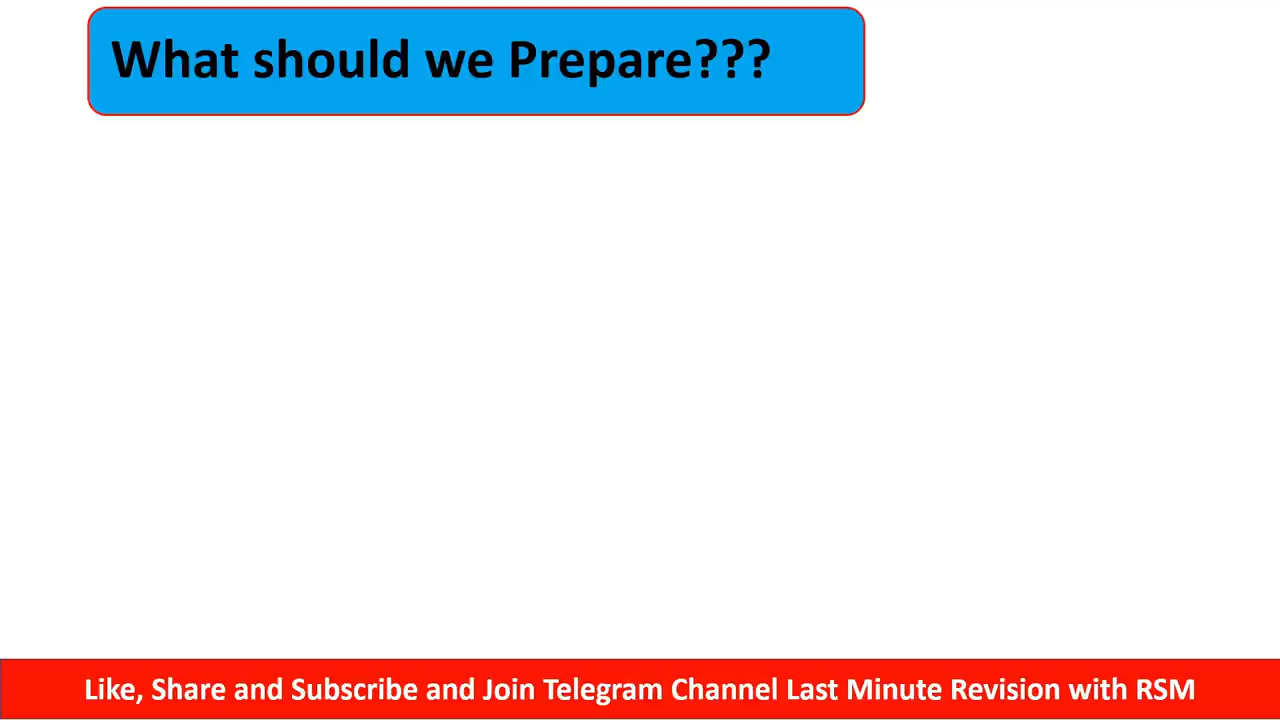 What should we Prepare???
Like, Share and Subscribe and Join Telegram Channel Last Minute Revision with RSM